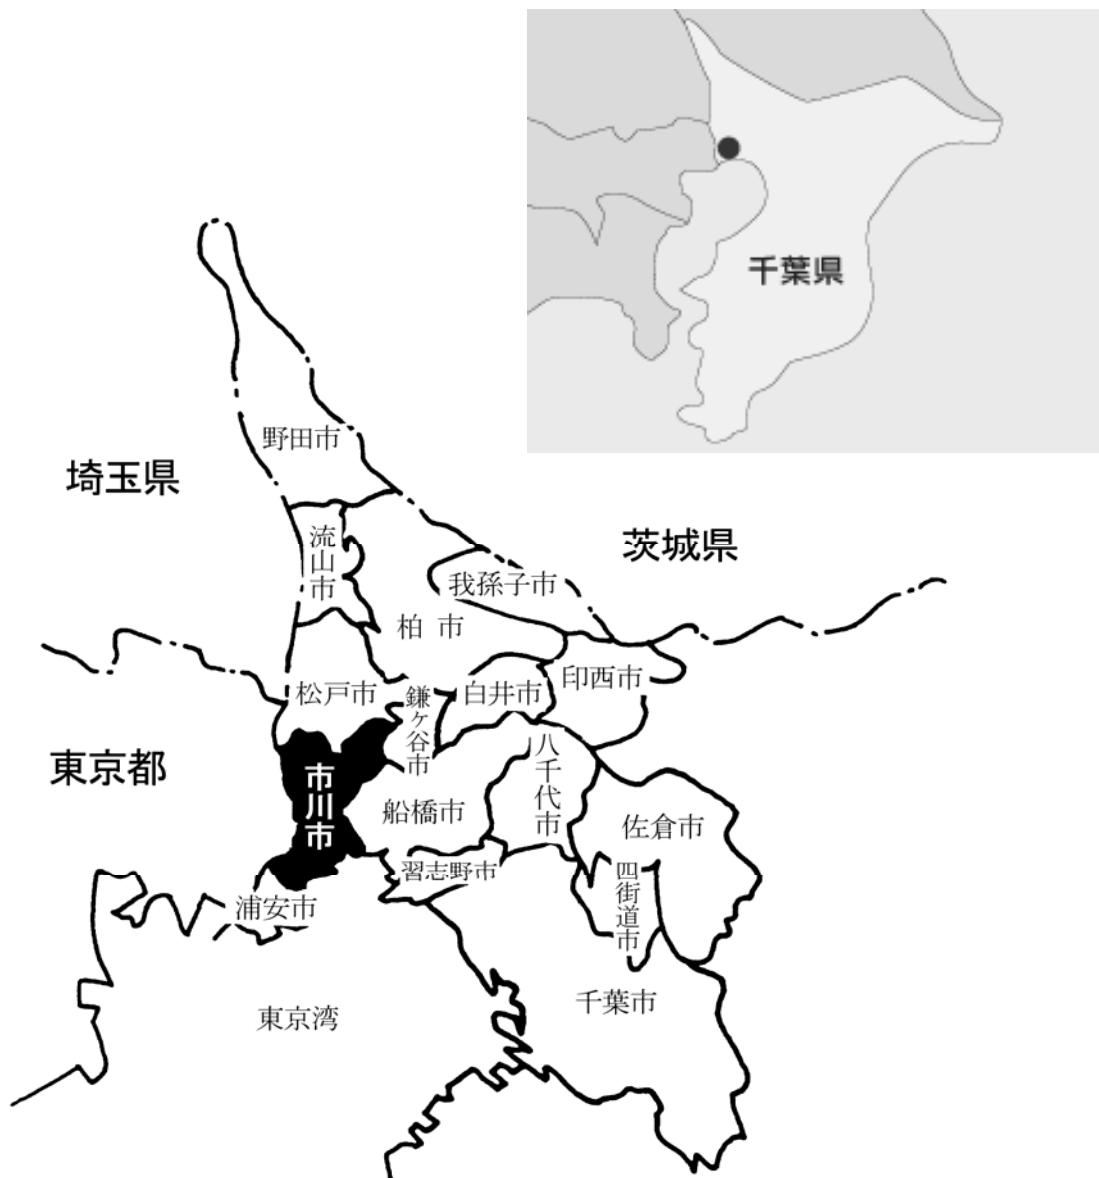 千葉県
野田市
埼玉県
流山市
茨城県
我孫子市
柏市
印西市
白井市
松戸市
鎌ヶ谷市
八千代市
東京都
市川市
船橋市
佐倉市
習志野市
四街道市
浦安市
千葉市
東京湾